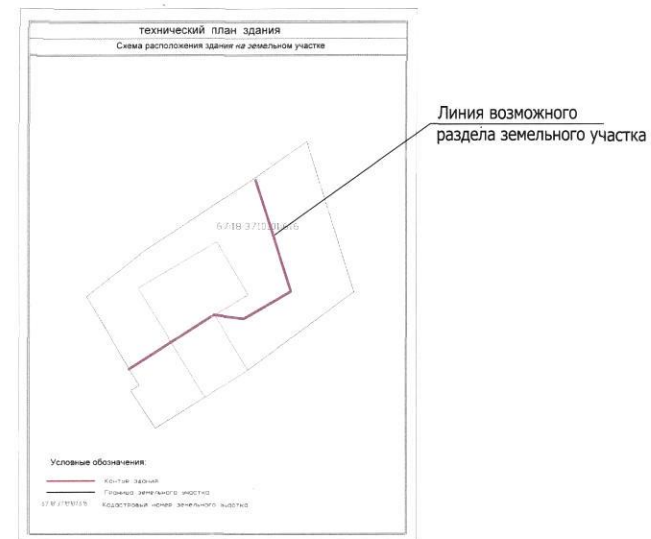 технический план здания
Схема расположения здания на земельном участке
Линия возможного
раздела земельного участка
Условные обозначения:
Контур здания
Граница земельного участка
Кадастровый номер земельного участка